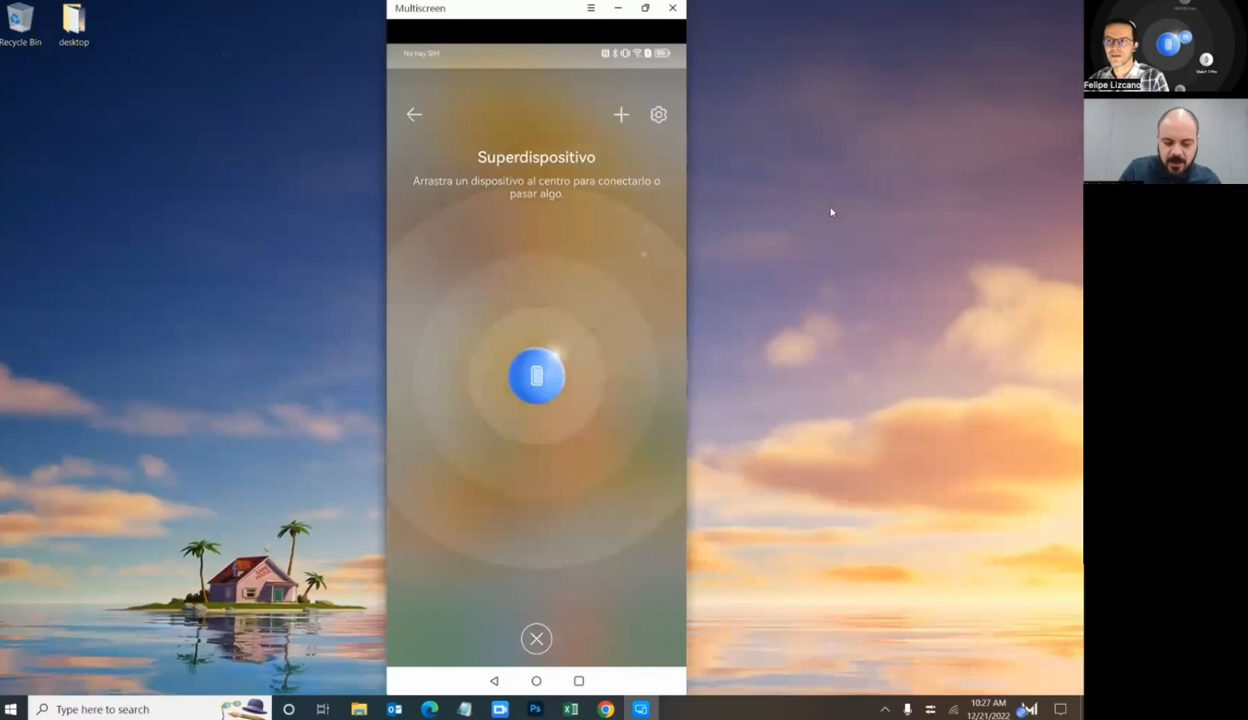 Recycle Bin
desktop
Multiscreen
No hay SIM
Superdispositivo
Arrastra un dispositivo al centro para conectarlo o
pasar algo.
Felipe Lizcano
Type here to search
10:27 AM
12/21/2022